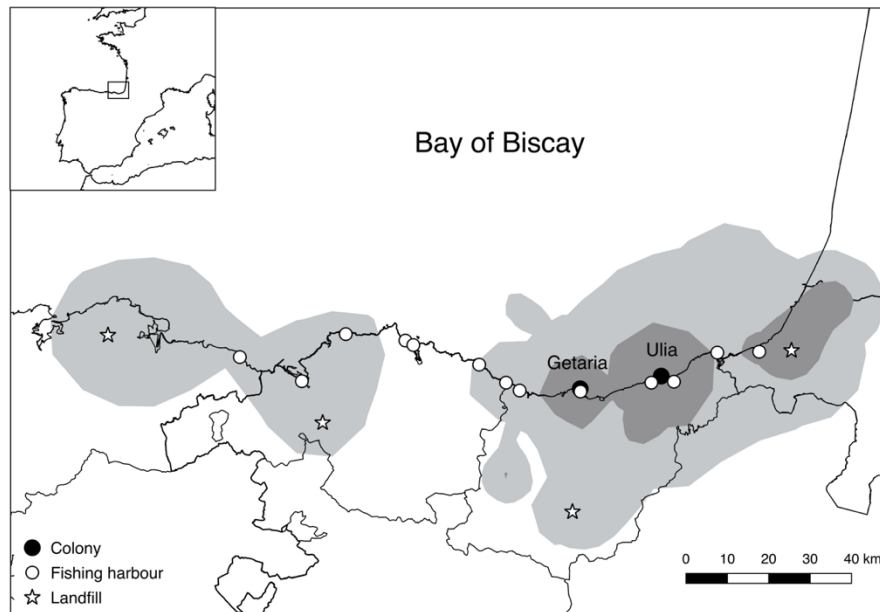 Bay of Biscay
Getaria
Ulia
Colony
Fishing harbour
Landfill
0 10 20 30 40 km